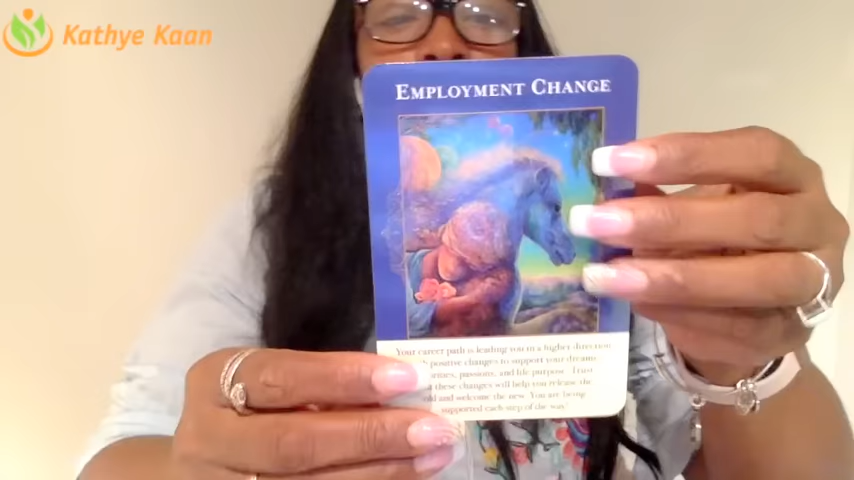 Kathye Kaan
EMPLOYMENT CHANGE
Your career path is leading you in a higher direction
positive changes to support your dreams
passions, and life purpose. Trust
these changes will help you release the
old and welcome the new. You are being
supported each step of the way!